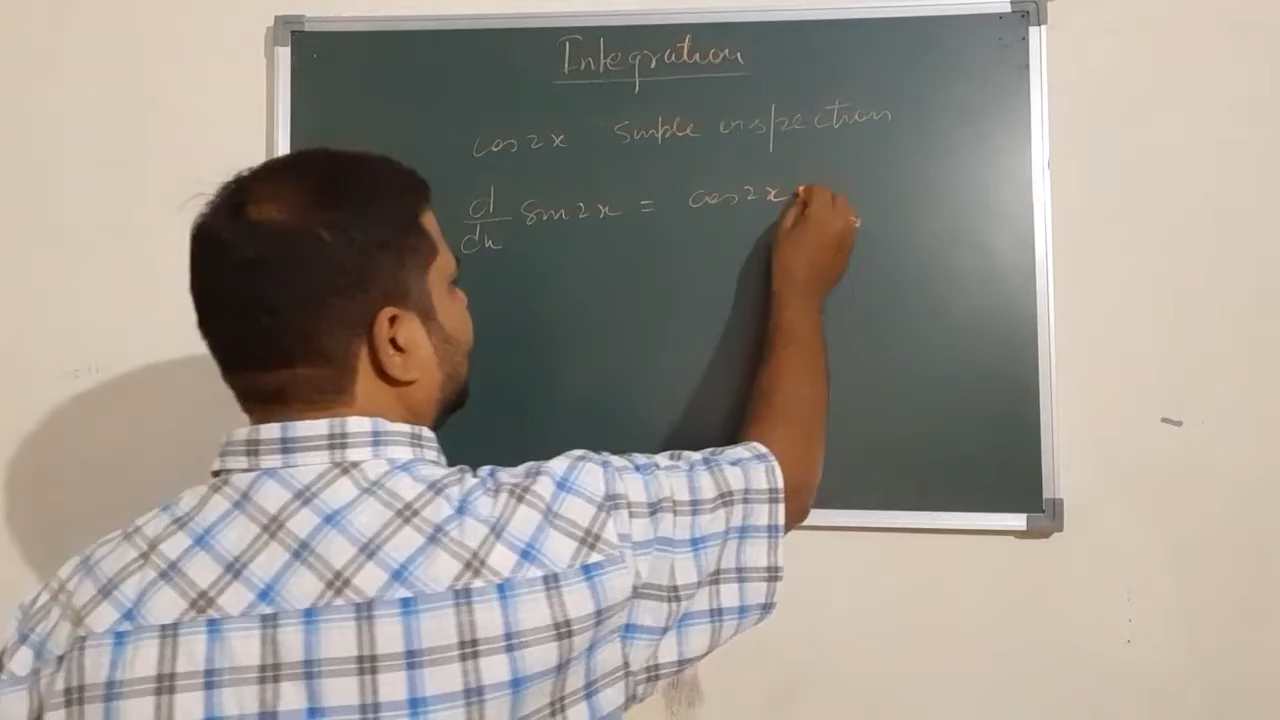 Integration
cos 2x Simple inspection
d/dx sin 2x = cos 2x